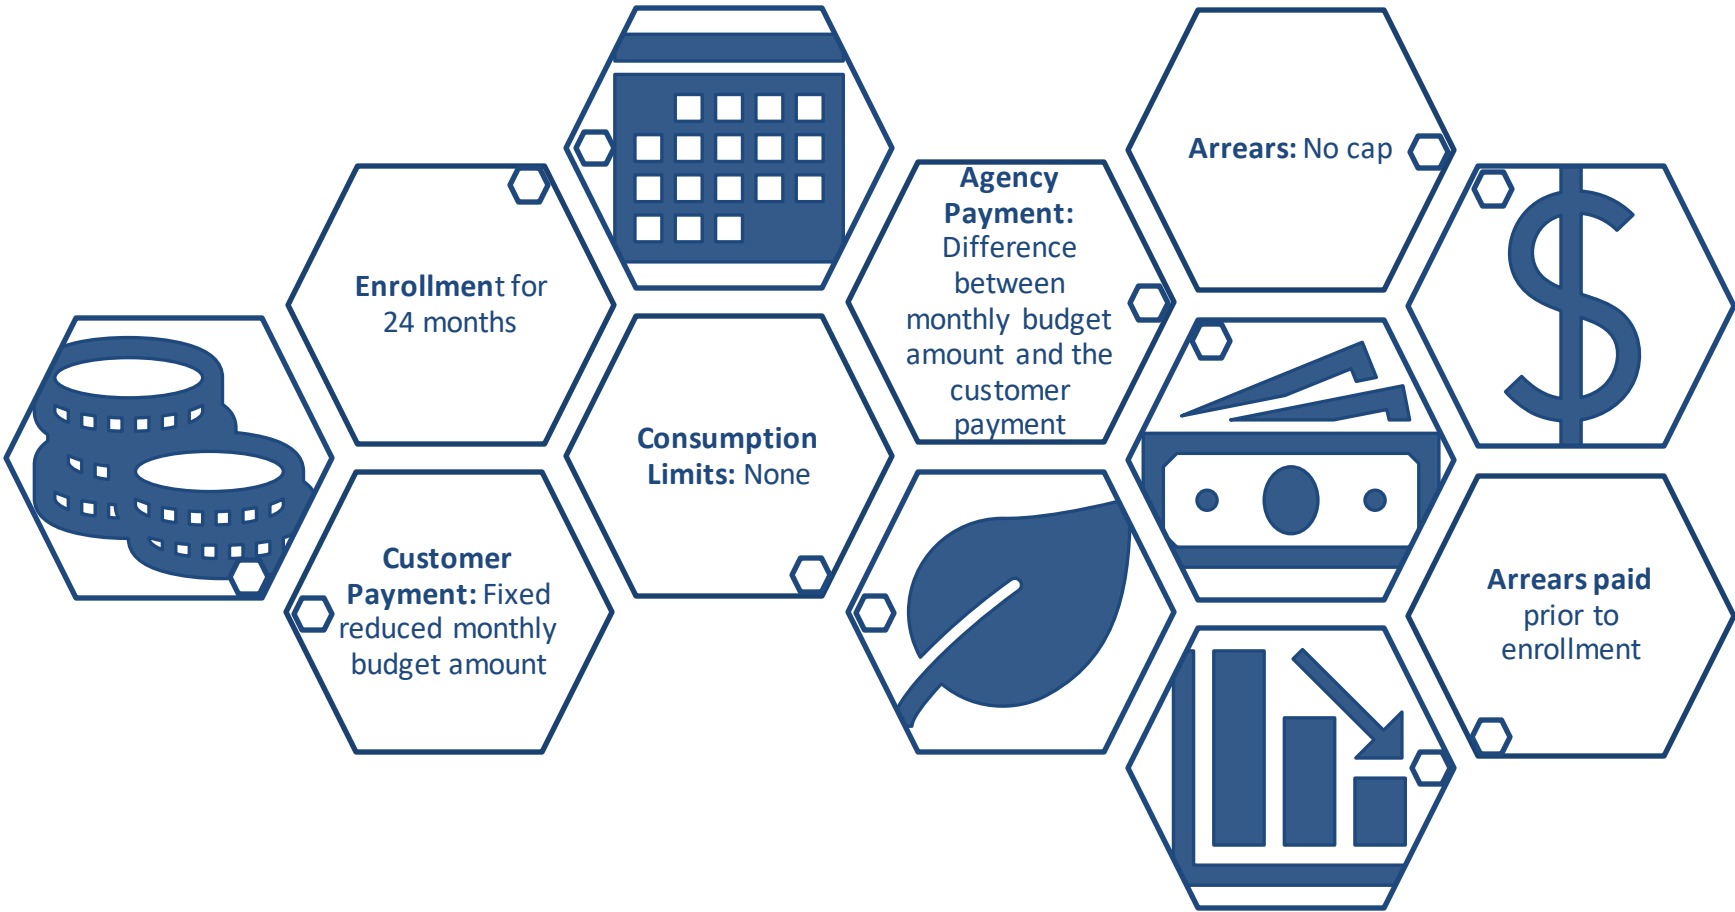 Enrollment for
24 months
Customer
Payment: Fixed
reduced monthly
budget amount
Consumption
Limits: None
Agency
Payment:
Difference
between
monthly budget
amount and the
customer
payment
Arrears: No cap
Arrears paid
prior to
enrollment